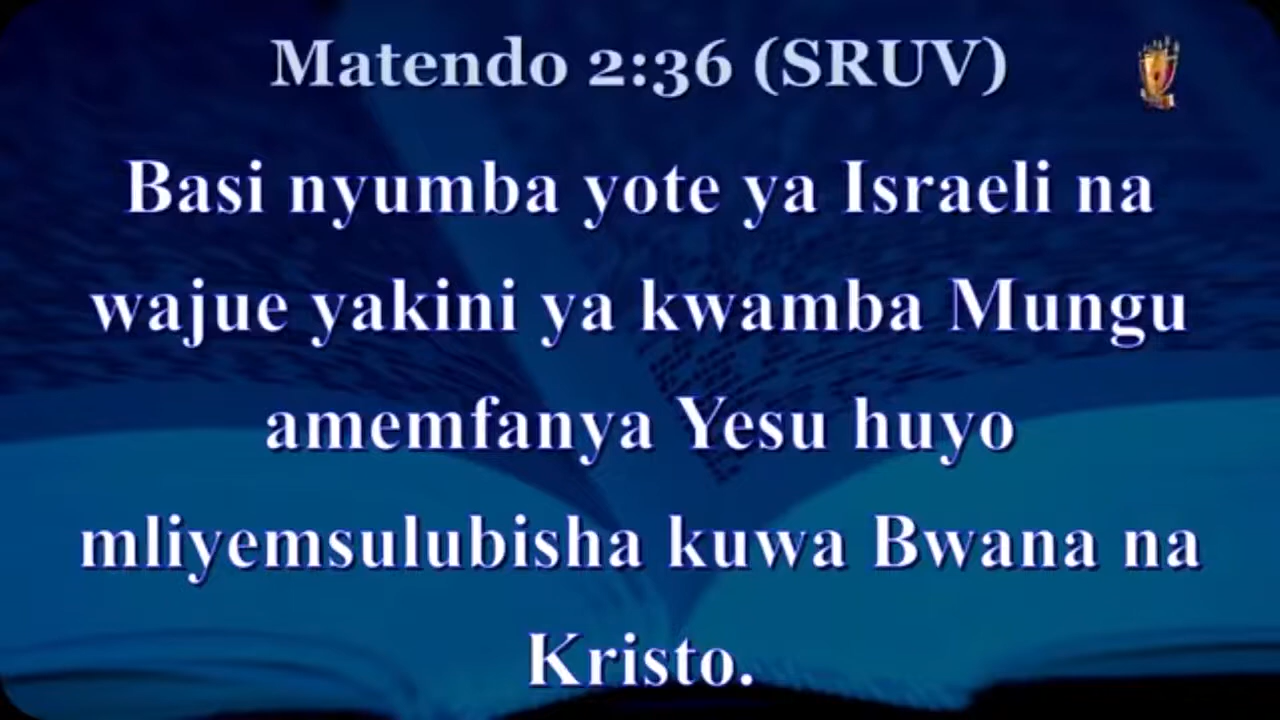 Matendo 2:36 (SRUV)
Basi nyumba yote ya Israeli na
wajue yakini ya kwamba Mungu
amemfanya Yesu huyo
mliyemsulubisha kuwa Bwana na
Kristo.